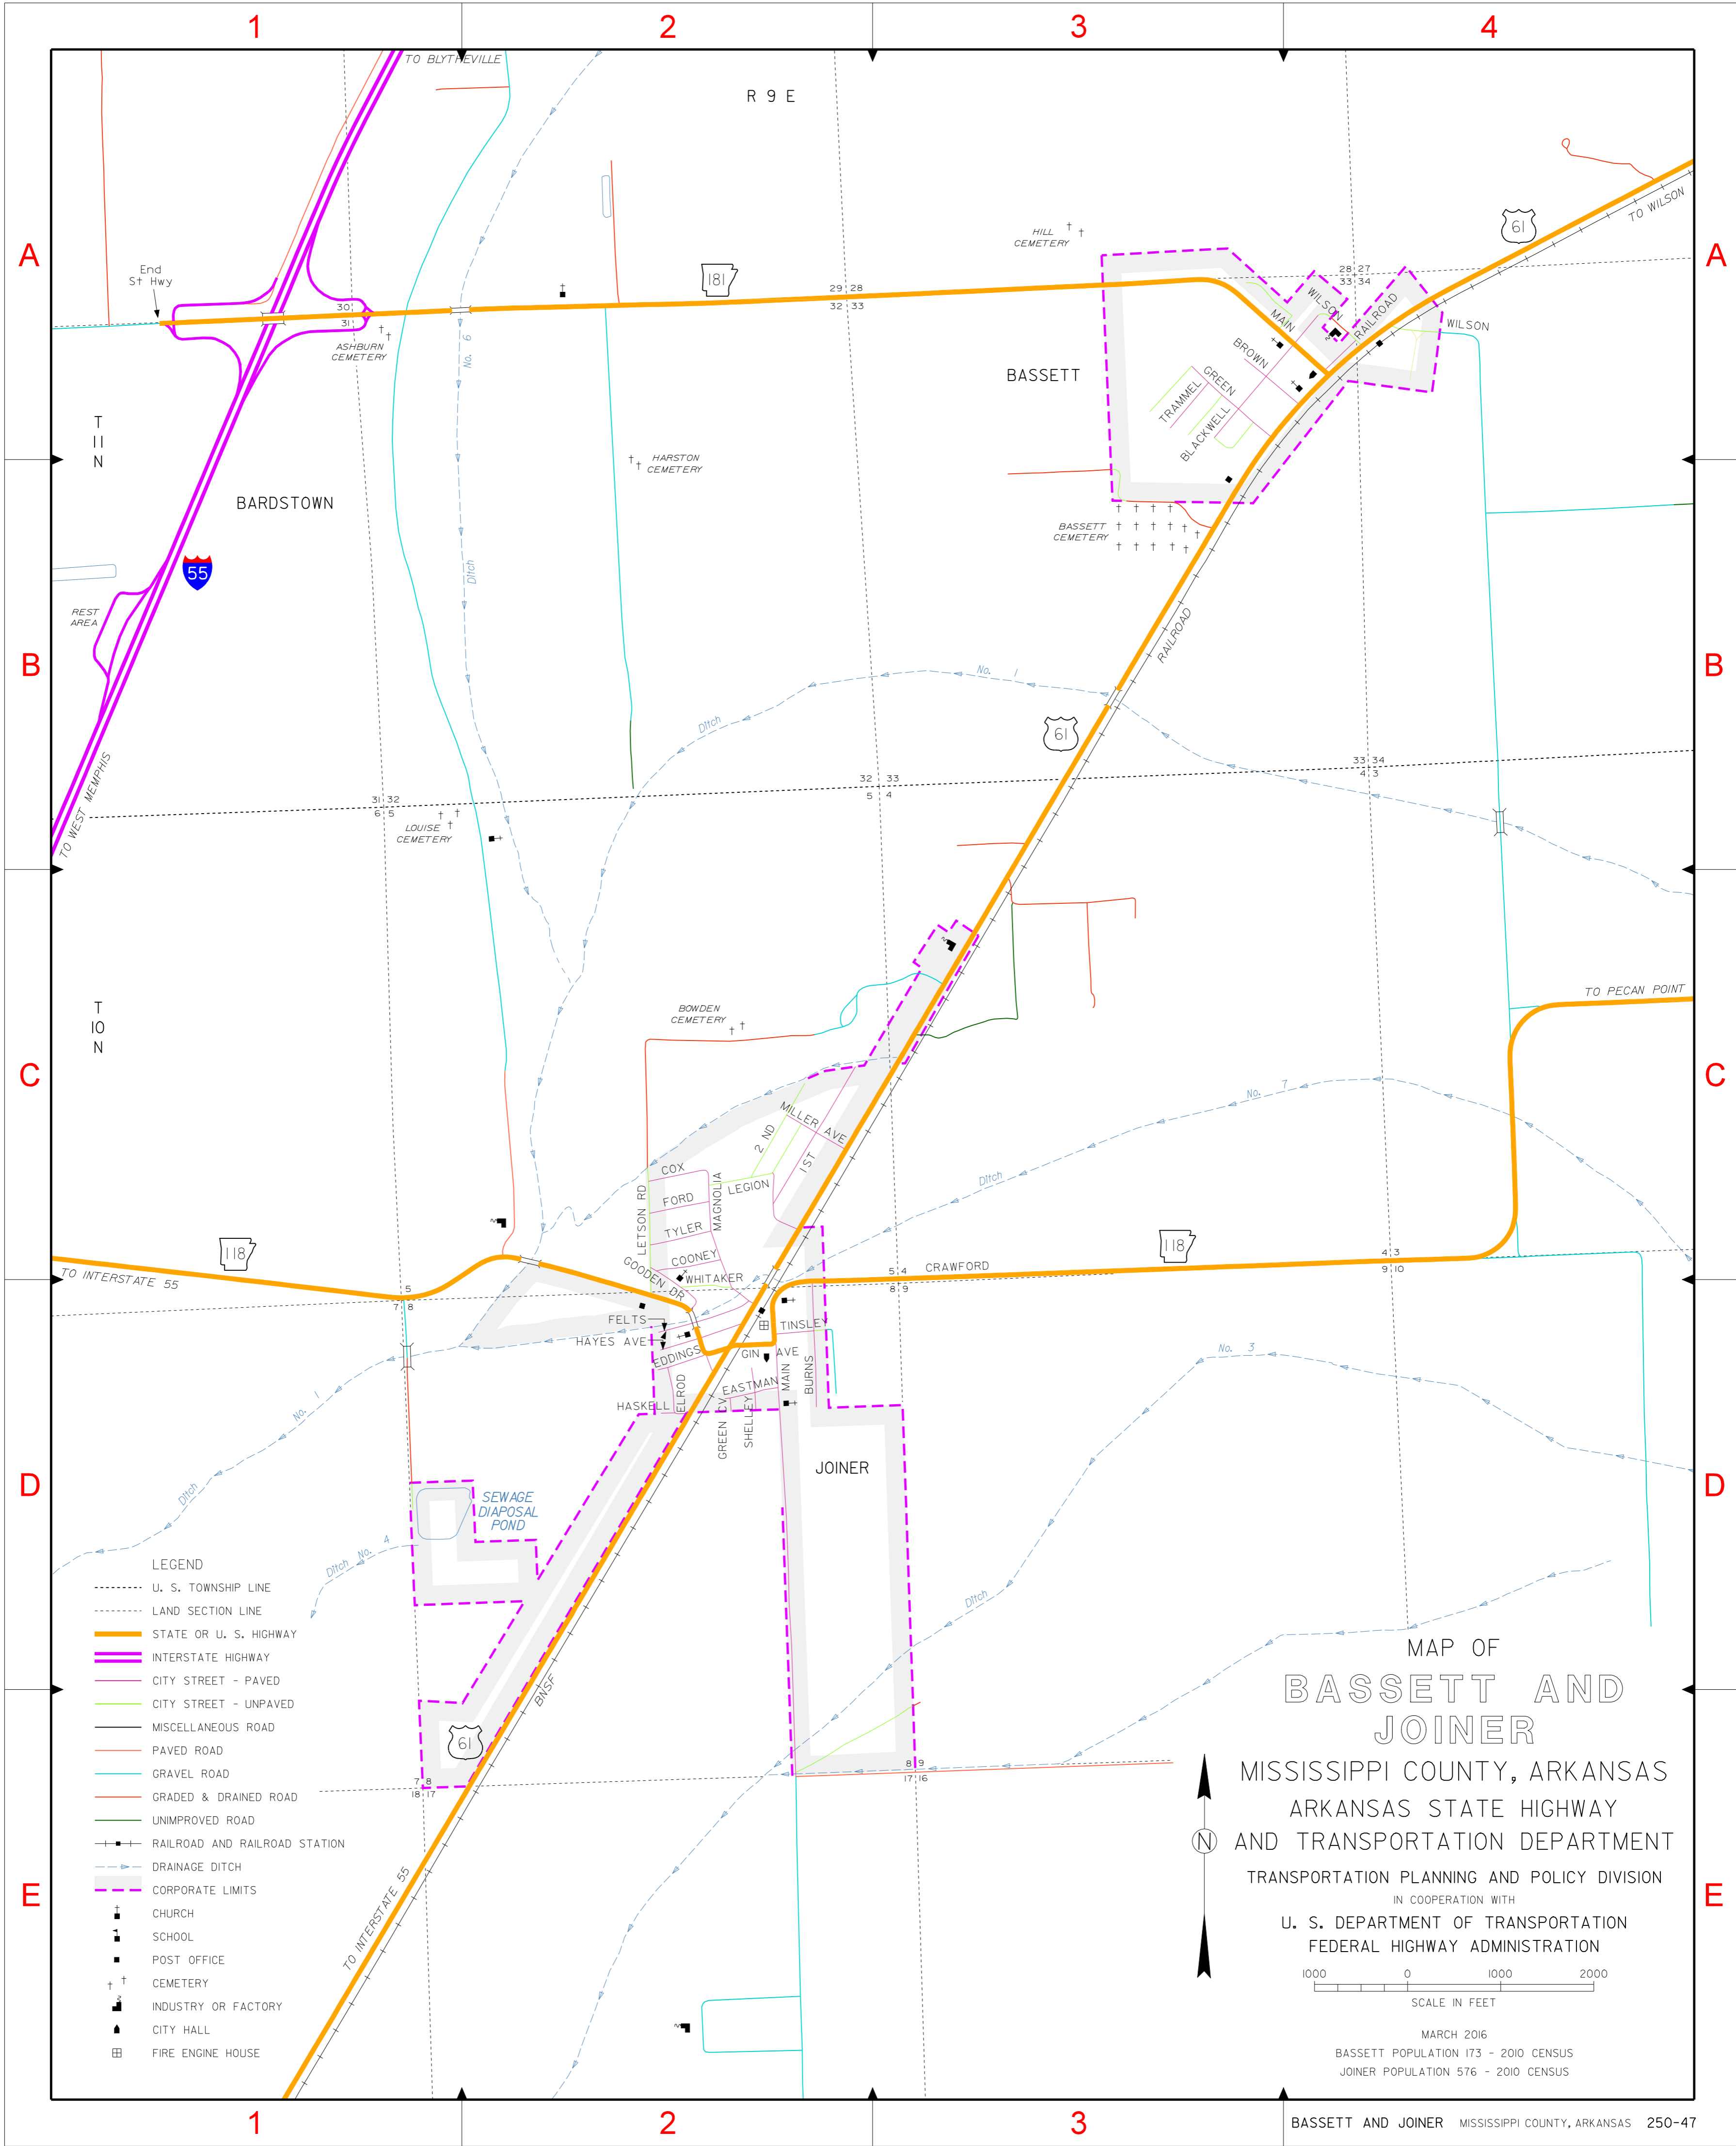 1 2 3 4
TO BLYTHEVILLE
R 9 E
A
A
End
St Hwy
181
61
TO WILSON
HILL
CEMETERY
28 27
33 34
30
31
29 28
32 33
WILSON
RAILROAD
MAIN
WILSON
BROWN
ASHBURN
CEMETERY
No. 6
BASSETT
GREEN
TRAMMEL
BLACKWELL
T
11
N
HARSTON
CEMETERY
BARDSTOWN
BASSETT
CEMETERY
55
Ditch
REST
AREA
RAILROAD
B
B
No. 1
Ditch
61
TO WEST MEMPHIS
31 32
6 5
32 33
5 4
33 34
4 3
LOUISE
CEMETERY
TO PECAN POINT
T
10
N
BOWDEN
CEMETERY
C
C
No. 7
MILLER AVE
2 ND
1 ST
COX
LEGION
MAGNOLIA
FORD
LETSON RD
TYLER
Ditch
118
118
COONEY
GOODEN DR
WHITAKER
CRAWFORD
TO INTERSTATE 55
5
7 8
5 4
8 9
4 3
9 10
FELTS
HAYES AVE
TINSLEY
EDDINGS
GIN AVE
No. 3
MAIN
BURNS
EASTMAN
ELROD
HASKELL
GREEN CV
SHELLEY
No. 1
JOINER
D
D
Ditch
SEWAGE
DIAPOSAL
POND
Ditch No. 4
Ditch
LEGEND
U. S. TOWNSHIP LINE
LAND SECTION LINE
STATE OR U. S. HIGHWAY
INTERSTATE HIGHWAY
CITY STREET - PAVED
CITY STREET - UNPAVED
MISCELLANEOUS ROAD
PAVED ROAD
GRAVEL ROAD
GRADED & DRAINED ROAD
UNIMPROVED ROAD
RAILROAD AND RAILROAD STATION
DRAINAGE DITCH
CORPORATE LIMITS
CHURCH
SCHOOL
POST OFFICE
CEMETERY
INDUSTRY OR FACTORY
CITY HALL
FIRE ENGINE HOUSE
BNSF
61
7 8
18 17
8 9
17 16
TO INTERSTATE 55
E
E
MAP OF
BASSETT AND
JOINER
MISSISSIPPI COUNTY, ARKANSAS
ARKANSAS STATE HIGHWAY
N AND TRANSPORTATION DEPARTMENT
TRANSPORTATION PLANNING AND POLICY DIVISION
IN COOPERATION WITH
U. S. DEPARTMENT OF TRANSPORTATION
FEDERAL HIGHWAY ADMINISTRATION
1000 0 1000 2000
SCALE IN FEET
MARCH 2016
BASSETT POPULATION 173 - 2010 CENSUS
JOINER POPULATION 576 - 2010 CENSUS
1 2 3
BASSETT AND JOINER MISSISSIPPI COUNTY, ARKANSAS 250-47